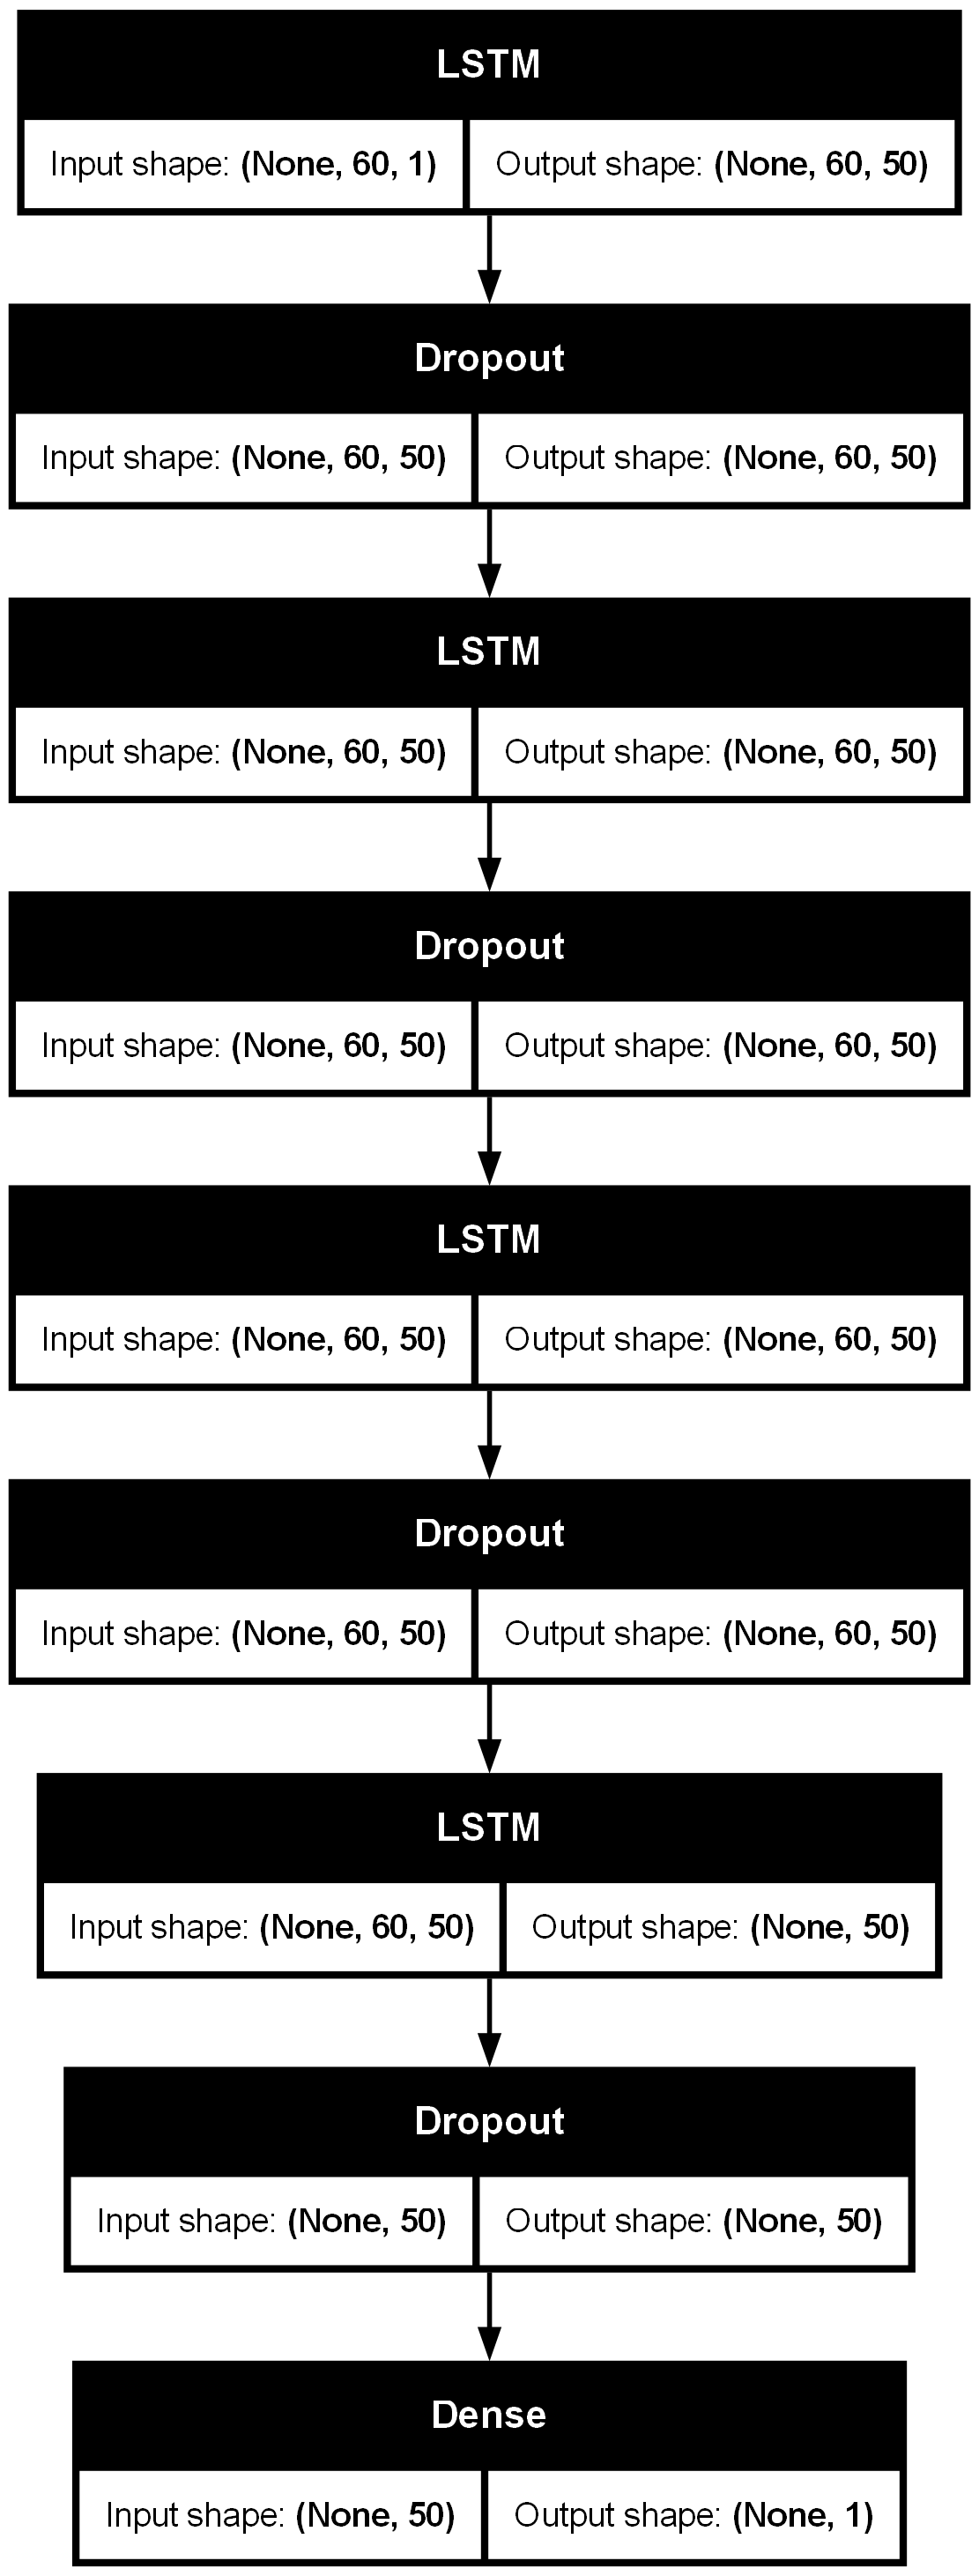 LSTM
Input shape: (None, 60, 1) Output shape: (None, 60, 50)
Dropout
Input shape: (None, 60, 50) Output shape: (None, 60, 50)
LSTM
Input shape: (None, 60, 50) Output shape: (None, 60, 50)
Dropout
Input shape: (None, 60, 50) Output shape: (None, 60, 50)
LSTM
Input shape: (None, 60, 50) Output shape: (None, 60, 50)
Dropout
Input shape: (None, 60, 50) Output shape: (None, 60, 50)
LSTM
Input shape: (None, 60, 50) Output shape: (None, 50)
Dropout
Input shape: (None, 50) Output shape: (None, 50)
Dense
Input shape: (None, 50) Output shape: (None, 1)